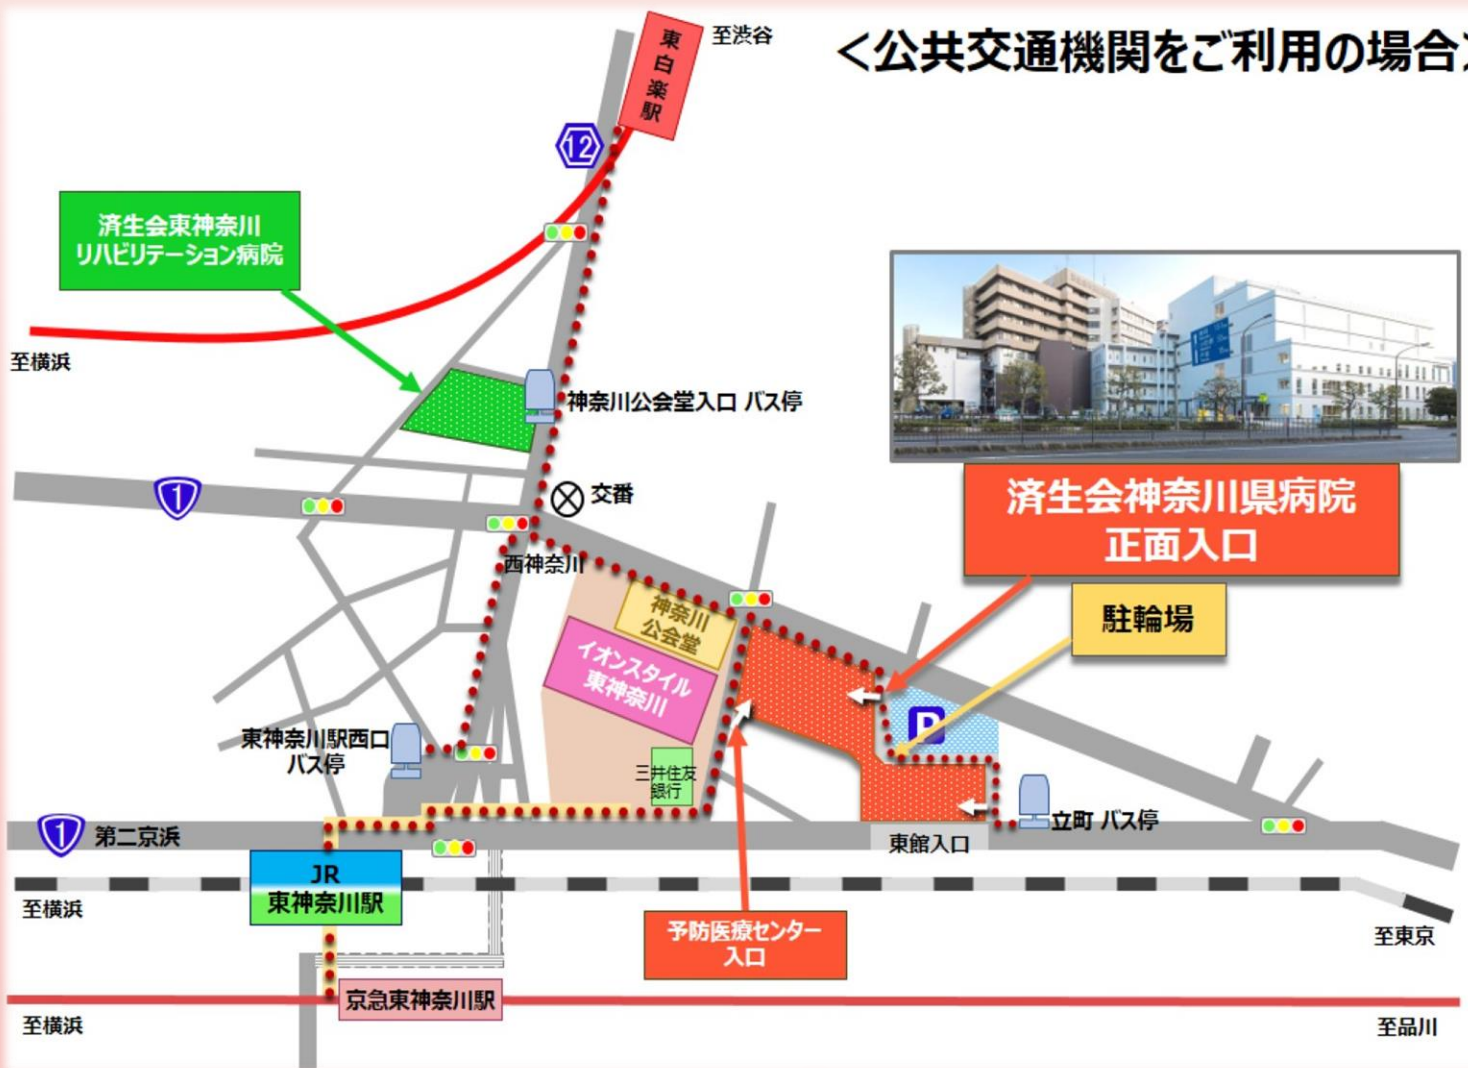 ＜公共交通機関をご利用の場合＞
至渋谷
東白楽駅
12
済生会東神奈川
リハビリテーション病院
至横浜
神奈川公会堂入口 バス停
1
交番
西神奈川
済生会神奈川県病院
正面入口
駐輪場
神奈川
公会堂
イオンスタイル
東神奈川
P
東神奈川駅西口
バス停
三井住友
銀行
立町 バス停
1
第二京浜
東館入口
JR
東神奈川駅
至横浜
至東京
予防医療センター
入口
京急東神奈川駅
至横浜
至品川